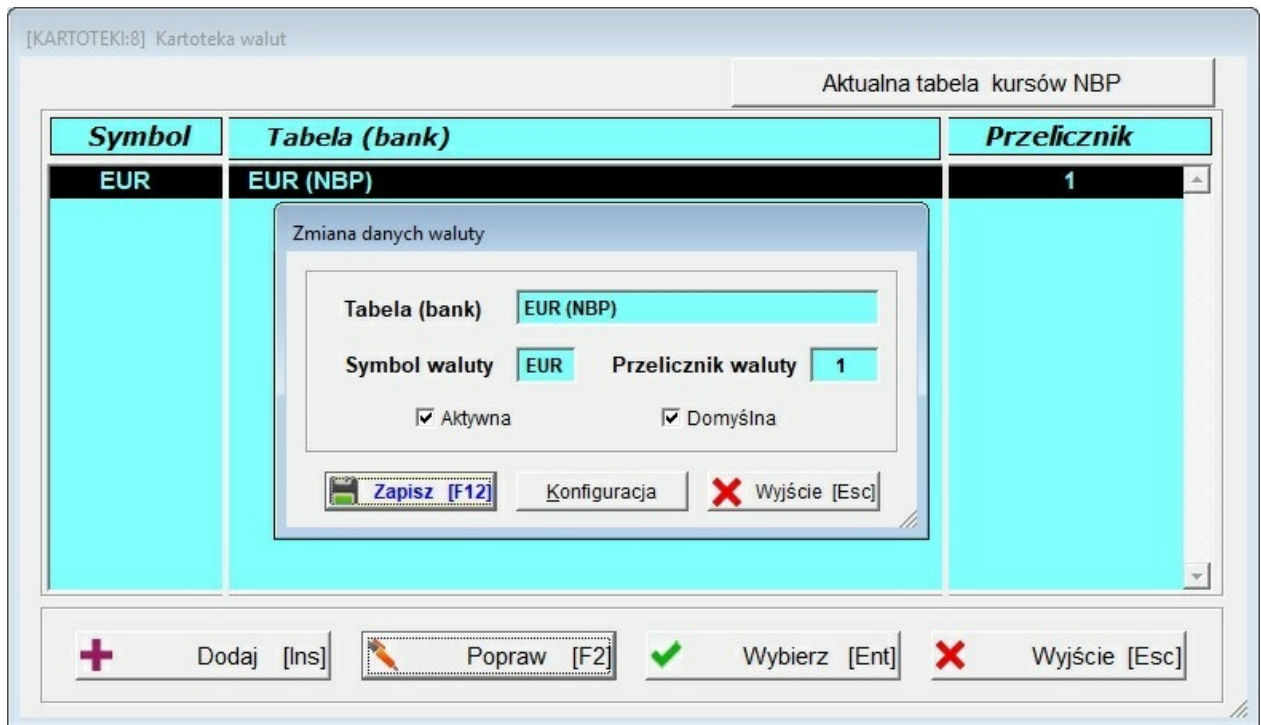 [KARTOTEKI:8] Kartoteka walut
Aktualna tabela kursów NBP
Symbol Tabela (bank) Przelicznik
EUR EUR (NBP) 1
Zmiana danych waluty
Tabela (bank) EUR (NBP)
Symbol waluty EUR Przelicznik waluty 1
Aktywna Domyślna
Zapisz [F12] Konfiguracja Wyjście [Esc]
Dodaj [Ins] Popraw [F2] Wybierz [Ent] Wyjście [Esc]